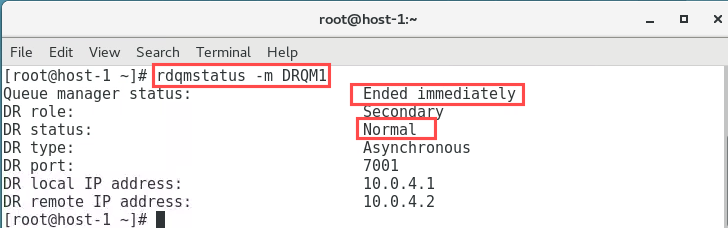 root@host-1:~
File Edit View Search Terminal Help
[root@host-1 ~]# rdqmstatus -m DRQM1
Queue manager status: Ended immediately
DR role: Secondary
DR status: Normal
DR type: Asynchronous
DR port: 7001
DR local IP address: 10.0.4.1
DR remote IP address: 10.0.4.2
[root@host-1 ~]#